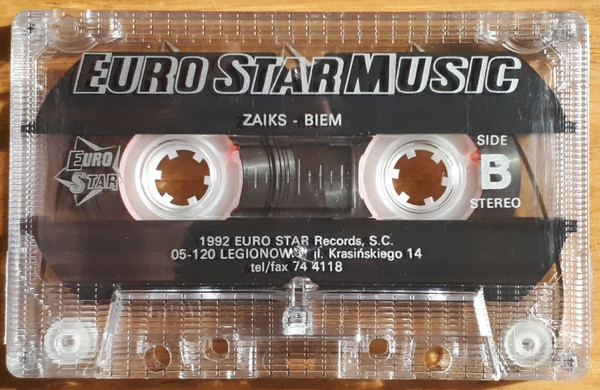 EURO STAR MUSIC
ZAIKS - BIEM
EURO
STAR
SIDE
B
STEREO
1992 EURO STAR Records, S.C.
05-120 LEGIONOWO ul. Krasińskiego 14
tel/fax 74 4118